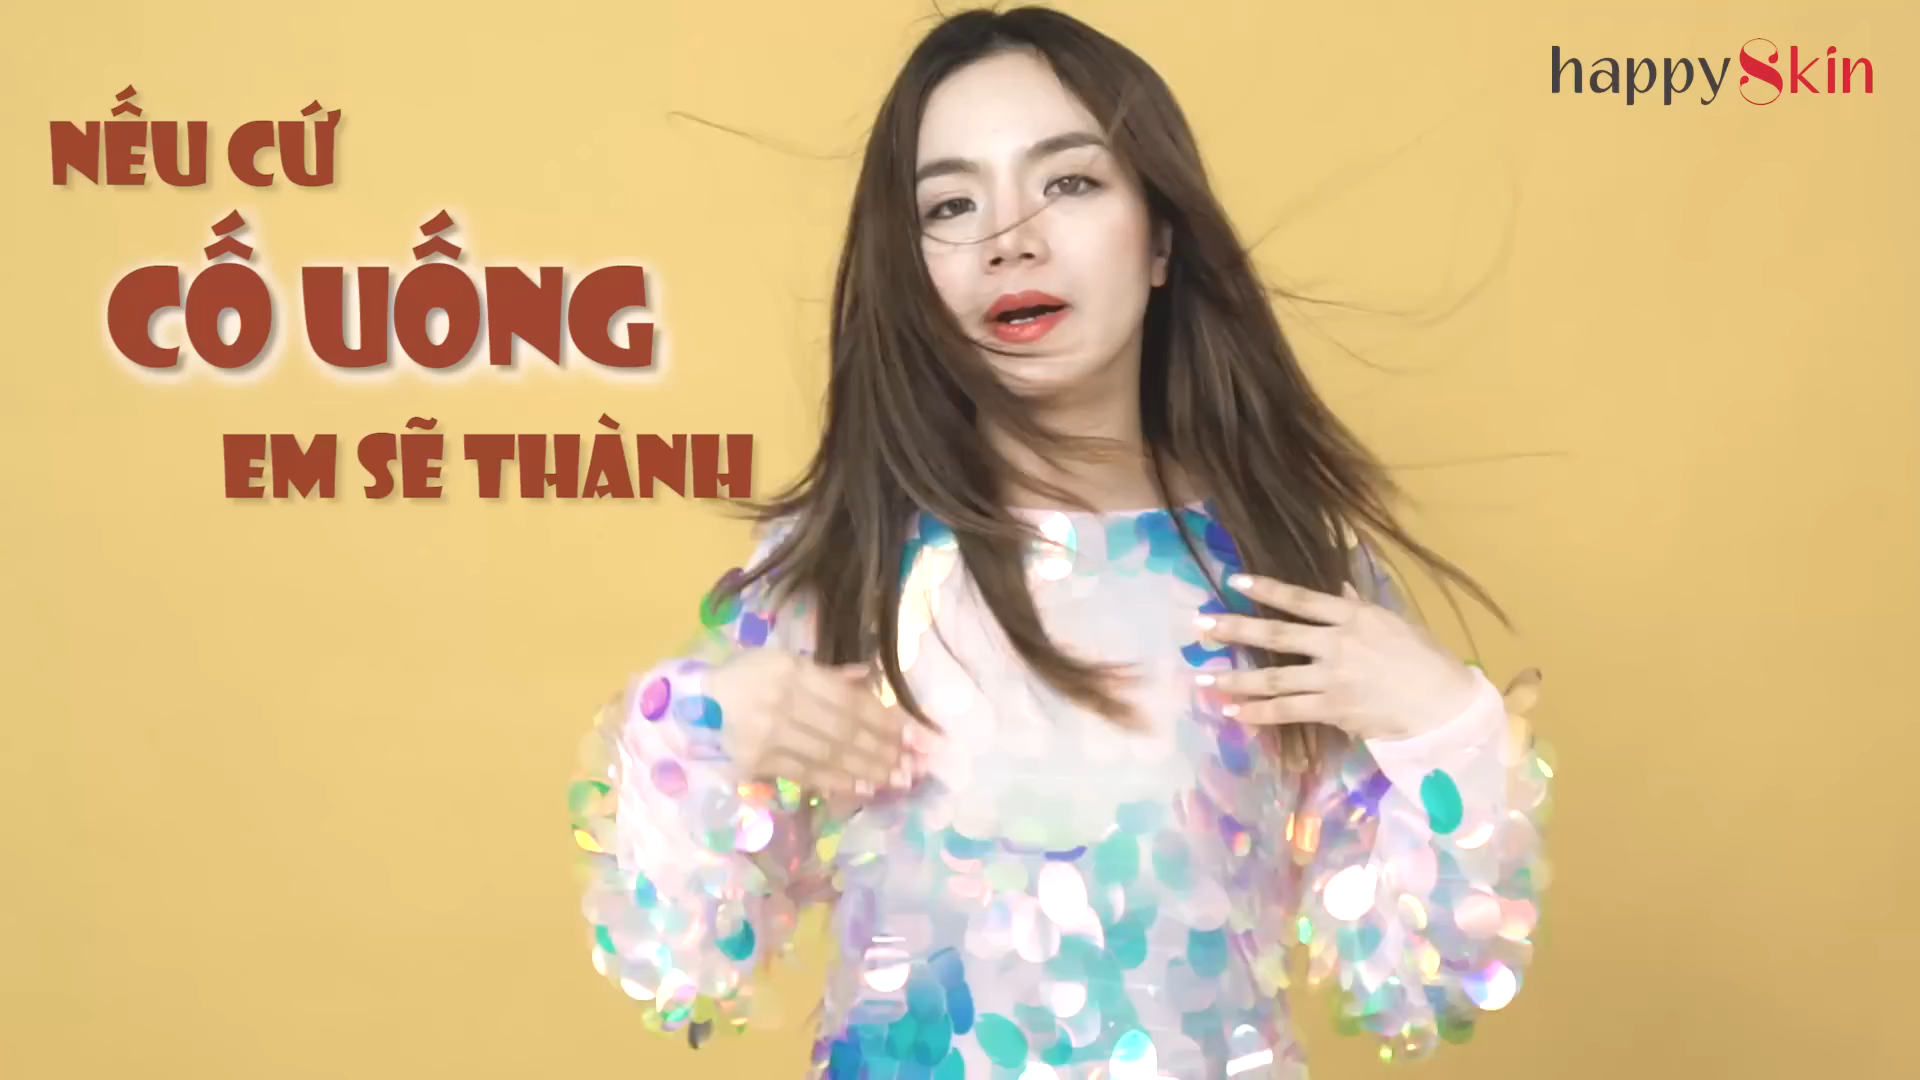 happySkin
NẾU CỨ
CỐ UỐNG
EM SẼ THÀNH